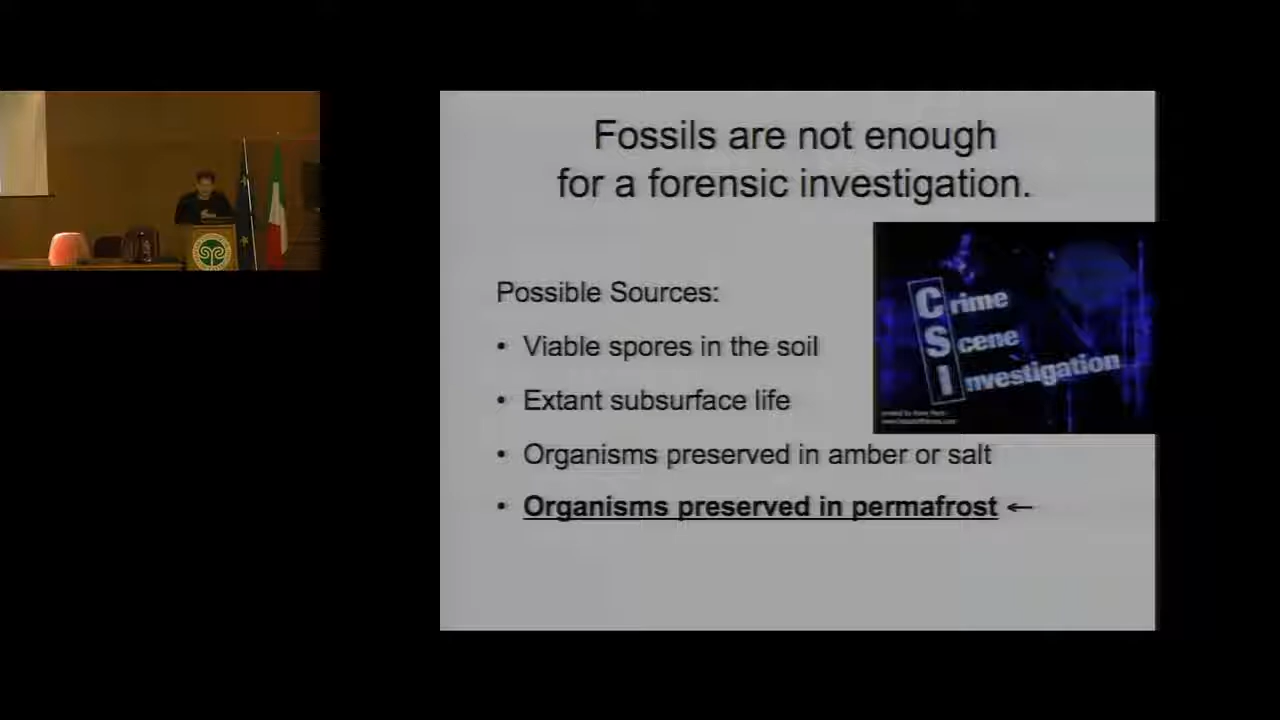 Fossils are not enough
for a forensic investigation.
Possible Sources:
• Viable spores in the soil
• Extant subsurface life
• Organisms preserved in amber or salt
• Organisms preserved in permafrost ←
Crime
Scene
Investigation